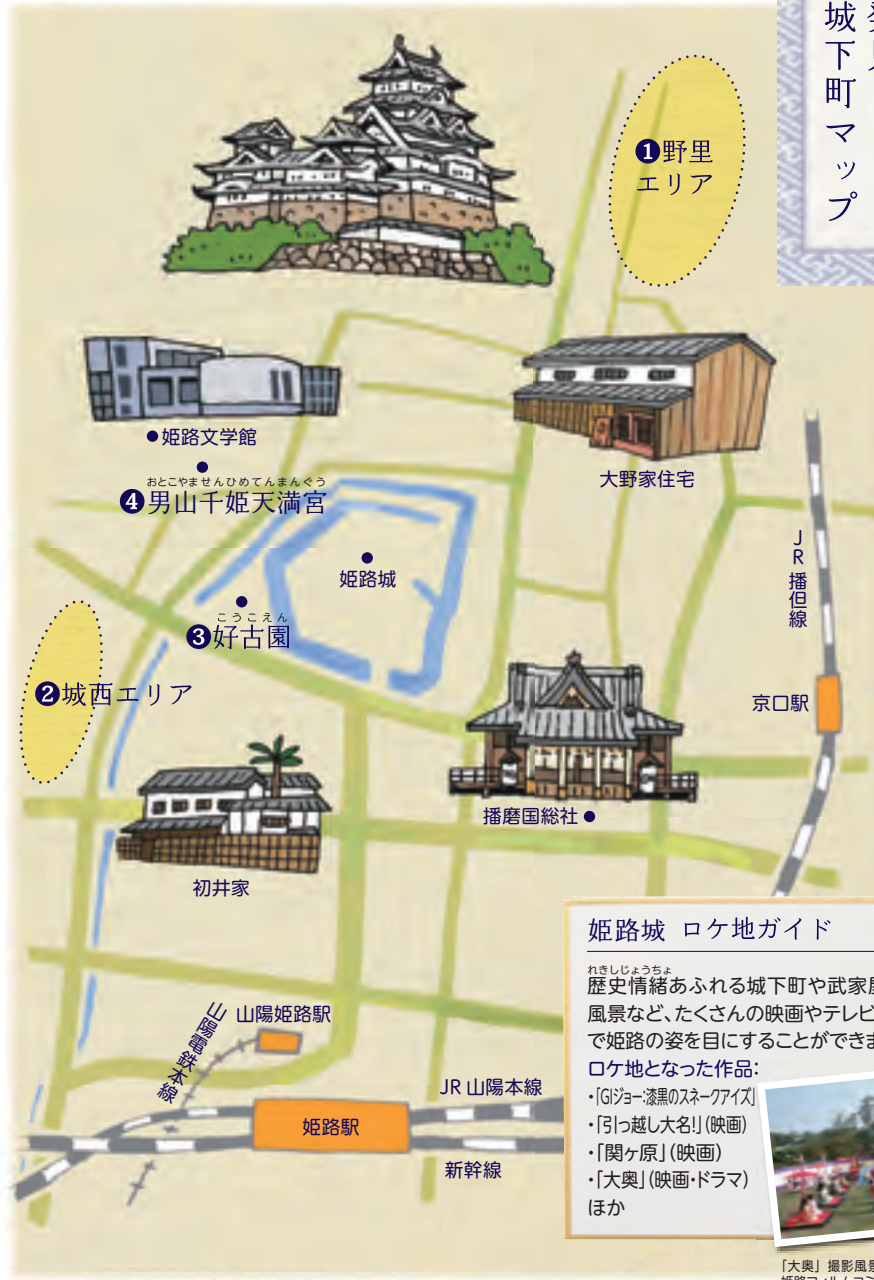 城下町マップ
❶野里
エリア
●姫路文学館
おとこやませんひめてんまんぐう
❹男山千姫天満宮
大野家住宅
姫路城
JR播但線
こうこえん
❸好古園
❷城西エリア
京口駅
播磨国総社●
初井家
山陽姫路駅
山陽電鉄本線
JR山陽本線
姫路駅
新幹線
姫路城 ロケ地ガイド
れきしじょうちょ
歴史情緒あふれる城下町や武家屋
風景など、たくさんの映画やテレビ
で姫路の姿を目にすることができま
ロケ地となった作品:
・「GIジョー:漆黒のスネークアイズ」
・「引っ越し大名!」(映画)
・「関ヶ原」(映画)
・「大奥」(映画・ドラマ)
ほか
「大奥」撮影風景